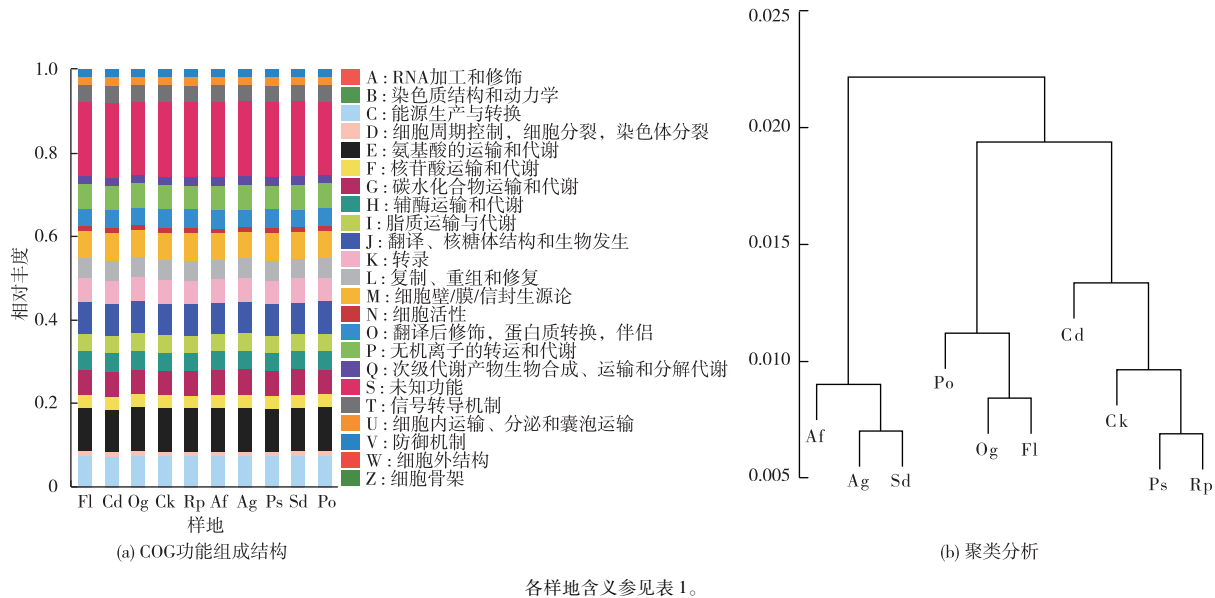 1.0
0.8
0.6
0.4
0.2
0
相对丰度
Fl Cd Og Ck Rp Af Ag Ps Sd Po
样地
(a) COG功能组成结构
A : RNA加工和修饰
B : 染色质结构和动力学
C : 能源生产与转换
D : 细胞周期控制，细胞分裂，染色体分裂
E : 氨基酸的运输和代谢
F : 核苷酸运输和代谢
G : 碳水化合物运输和代谢
H : 辅酶运输和代谢
I : 脂质运输与代谢
J : 翻译、核糖体结构和生物发生
K : 转录
L : 复制、重组和修复
M : 细胞壁/膜/信封生源论
N : 细胞活性
O : 翻译后修饰，蛋白质转换，伴侣
P : 无机离子的转运和代谢
Q : 次级代谢产物生物合成、运输和分解代谢
S : 未知功能
T : 信号转导机制
U : 细胞内运输、分泌和囊泡运输
V : 防御机制
W : 细胞外结构
Z : 细胞骨架
0.025
0.020
0.015
0.010
0.005
Af
Ag
Sd
Po
Og
Fl
Cd
Ck
Ps
Rp
(b) 聚类分析
各样地含义参见表 1。